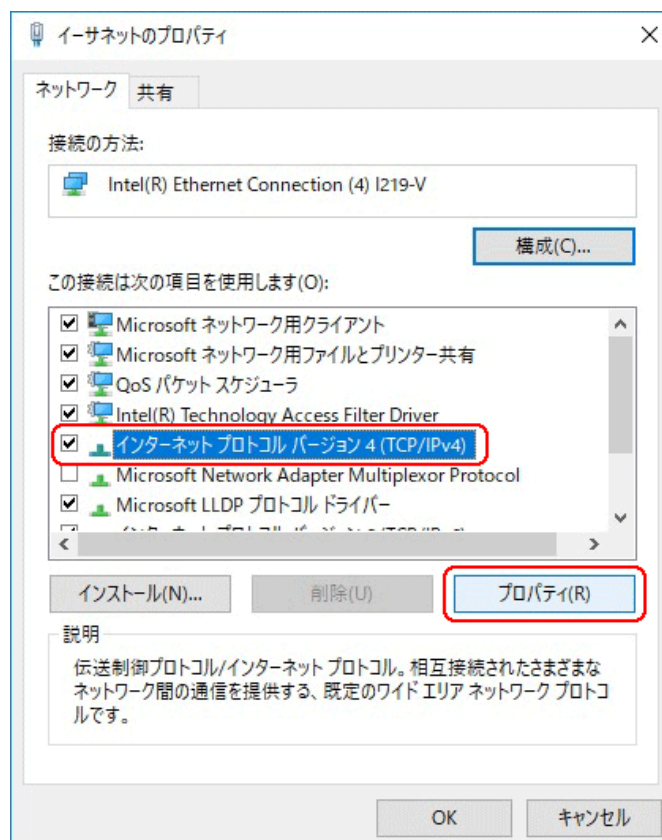 イーサネットのプロパティ
ネットワーク
共有
接続の方法:
Intel(R) Ethernet Connection (4) I219-V
構成(C)...
この接続は次の項目を使用します(O):
Microsoft ネットワーク用クライアント
Microsoft ネットワーク用ファイルとプリンター共有
QoS パケット スケジューラ
Intel(R) Technology Access Filter Driver
インターネット プロトコル バージョン 4 (TCP/IPv4)
Microsoft Network Adapter Multiplexor Protocol
Microsoft LLDP プロトコル ドライバー
インストール(N)...
削除(U)
プロパティ(R)
説明
伝送制御プロトコル/インターネット プロトコル。相互接続されたさまざまな
ネットワーク間の通信を提供する、既定のワイド エリア ネットワーク プロトコ
ルです。
OK
キャンセル